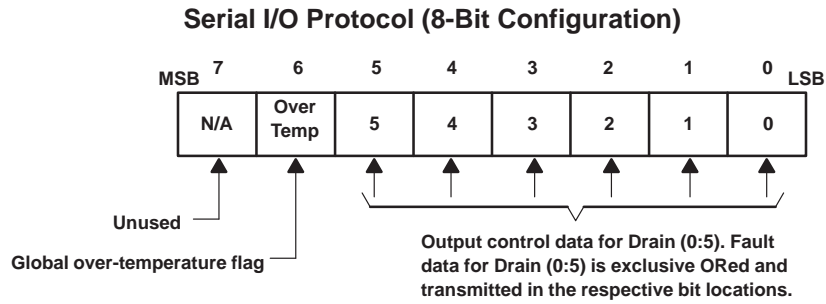 Serial I/O Protocol (8-Bit Configuration)
MSB 7 6 5 4 3 2 1 0 LSB
N/A Over Temp 5 4 3 2 1 0
Unused
Global over-temperature flag
Output control data for Drain (0:5). Fault
data for Drain (0:5) is exclusive ORed and
transmitted in the respective bit locations.